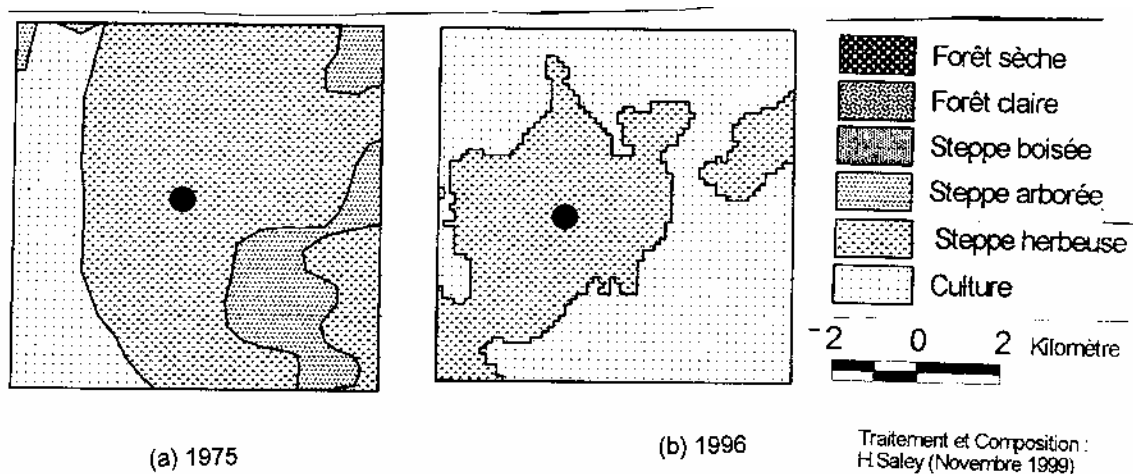 Forêt sèche
Forêt claire
Steppe boisée
Steppe arborée
Steppe herbeuse
Culture
2 0 2 Kilomètre
(a) 1975
(b) 1996
Traitement et Composition :
H.Saley (Novembre 1999)